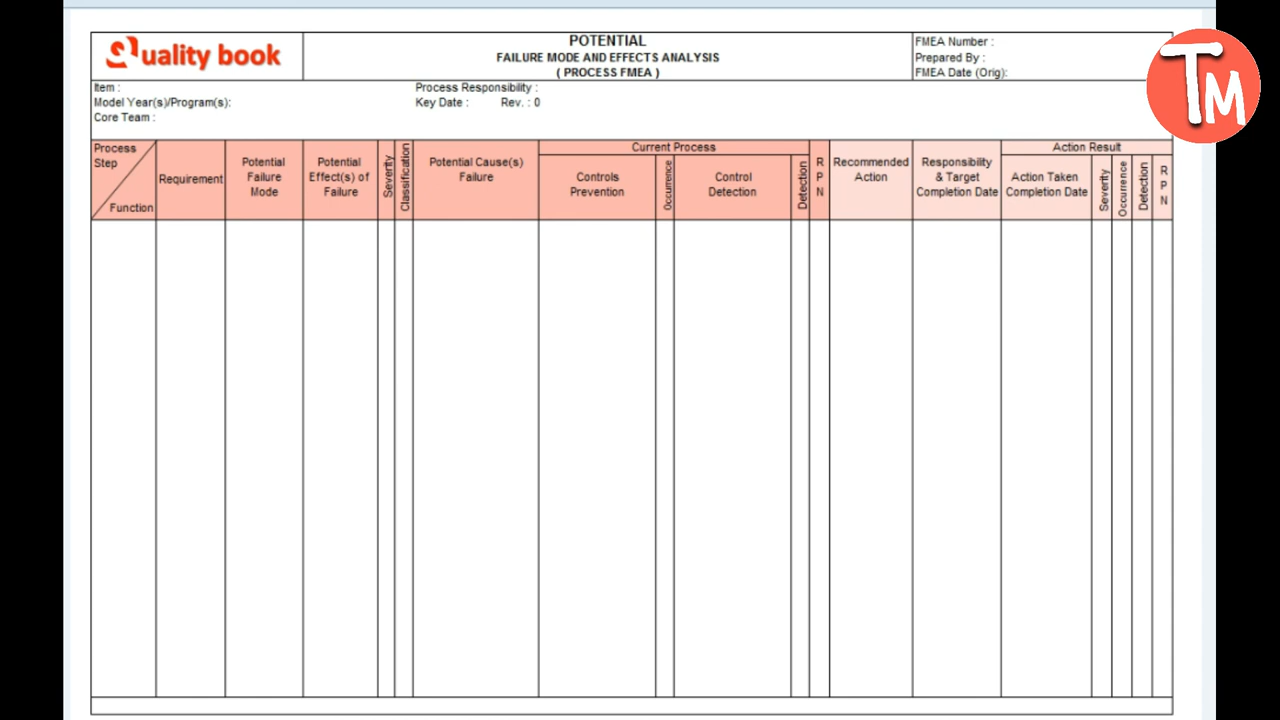 Quality book
POTENTIAL
FAILURE MODE AND EFFECTS ANALYSIS
( PROCESS FMEA )
FMEA Number :
Prepared By :
FMEA Date (Orig):
TM
Item :
Model Year(s)/Program(s):
Core Team :
Process Responsibility :
Key Date : Rev. : 0
Process
Step
Function
Requirement
Potential
Failure
Mode
Potential
Effect(s) of
Failure
Severity
Classification
Potential Cause(s)
Failure
Current Process
Controls
Prevention
Occurrence
Control
Detection
Detection
R
P
N
Recommended
Action
Responsibility
& Target
Completion Date
Action Result
Action Taken
Completion Date
Severity
Occurrence
Detection
R
P
N